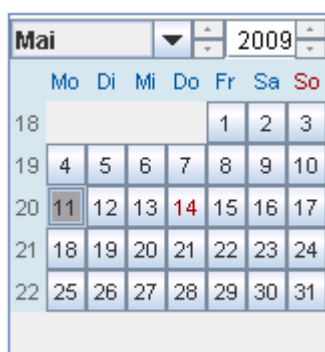 Mai 2009
Mo Di Mi Do Fr Sa So
18 1 2 3
19 4 5 6 7 8 9 10
20 11 12 13 14 15 16 17
21 18 19 20 21 22 23 24
22 25 26 27 28 29 30 31